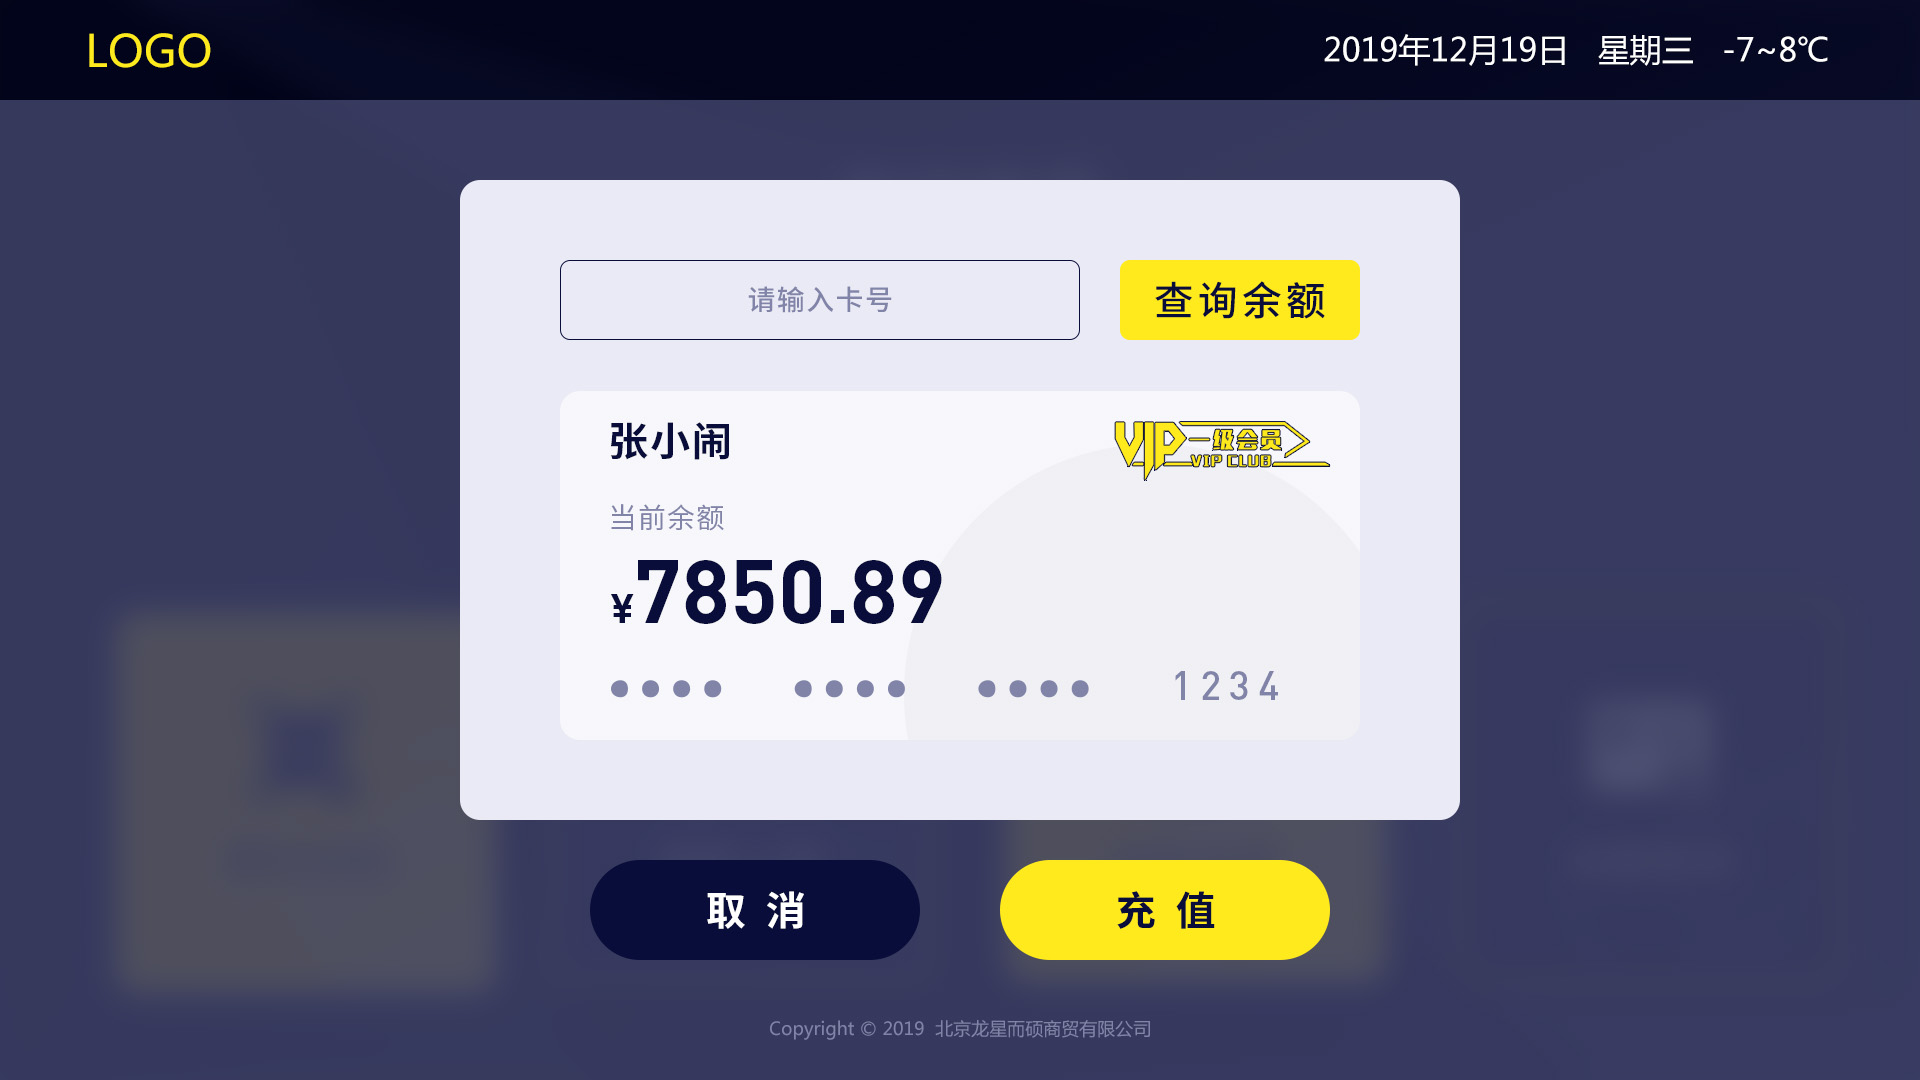 LOGO
2019年12月19日 星期三 -7~8℃
请输入卡号
查询余额
张小闹
VIP 一级会员
VIP CLUB
当前余额
¥7850.89
●●●● ●●●● ●●●● 1234
取 消
充 值
Copyright © 2019 北京龙星而硕商贸有限公司